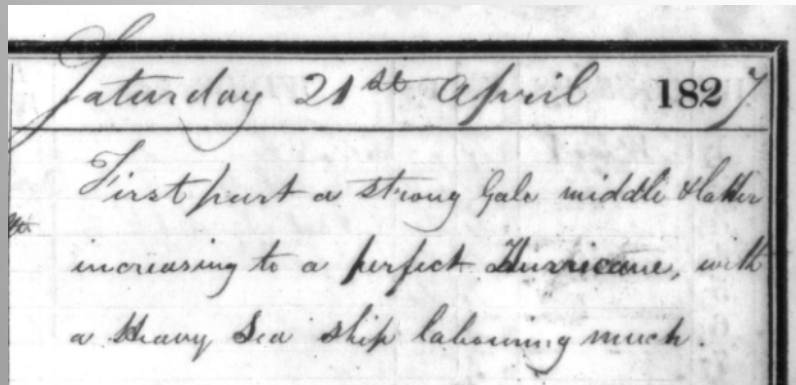 Saturday 21st April 1827
First part a strong Gale middle & latter
increasing to a perfect Hurricane, with
a Heavy Sea ship labouring much.